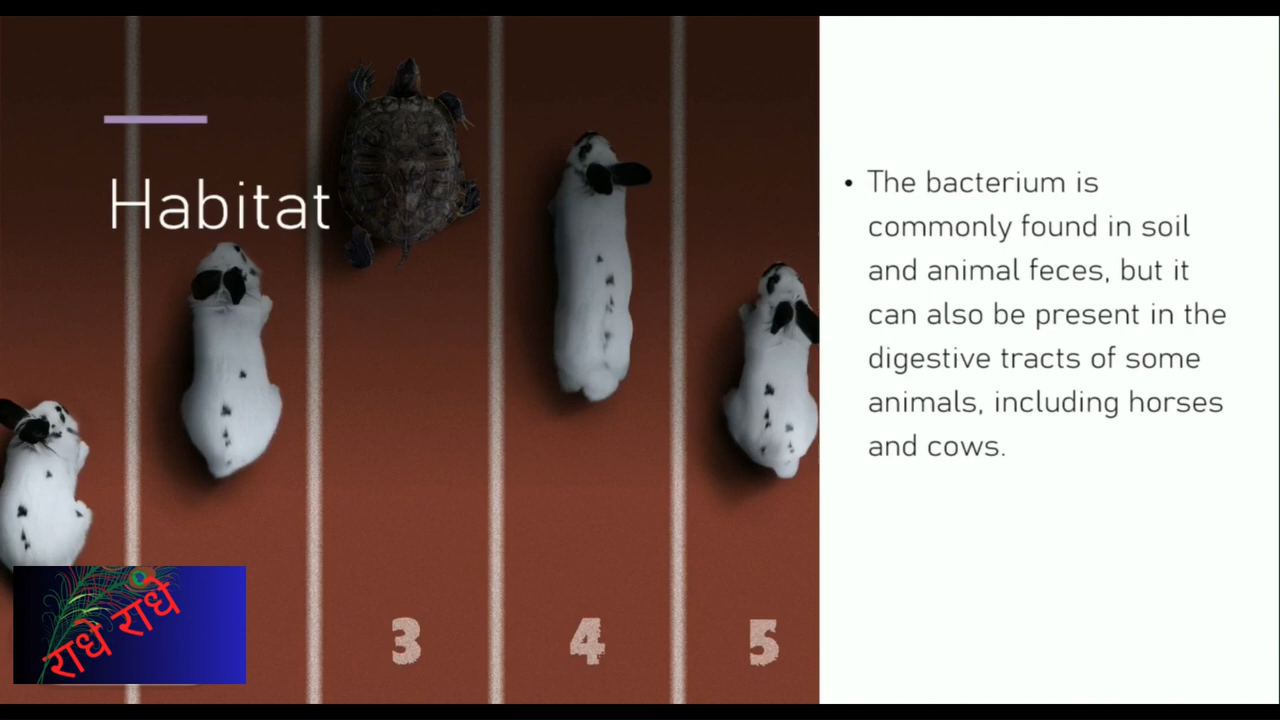 Habitat
• The bacterium is
commonly found in soil
and animal feces, but it
can also be present in the
digestive tracts of some
animals, including horses
and cows.
3 4 5
राधे राधे